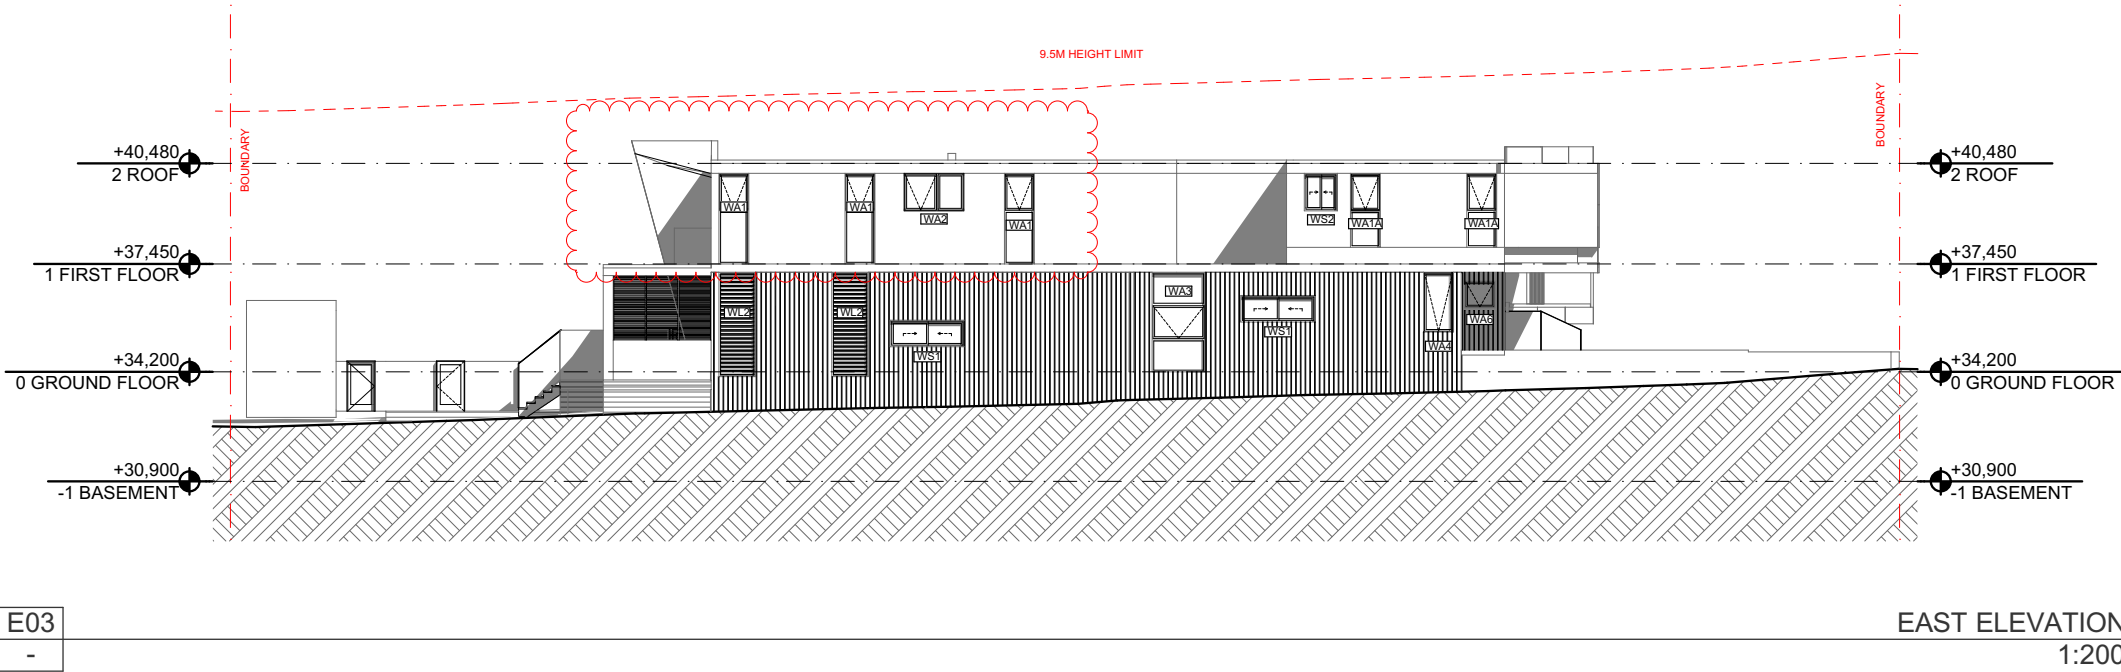 9.5M HEIGHT LIMIT
BOUNDARY
BOUNDARY
+40,480
2 ROOF
+40,480
2 ROOF
WA1
WA1
WA2
WA1
WS2
WA1A
WA1A
+37,450
1 FIRST FLOOR
+37,450
1 FIRST FLOOR
WL2
WL2
WS1
WA3
WS1
WA4
WA6
+34,200
0 GROUND FLOOR
+34,200
0 GROUND FLOOR
+30,900
-1 BASEMENT
+30,900
-1 BASEMENT
E03
-
EAST ELEVATION
1:200